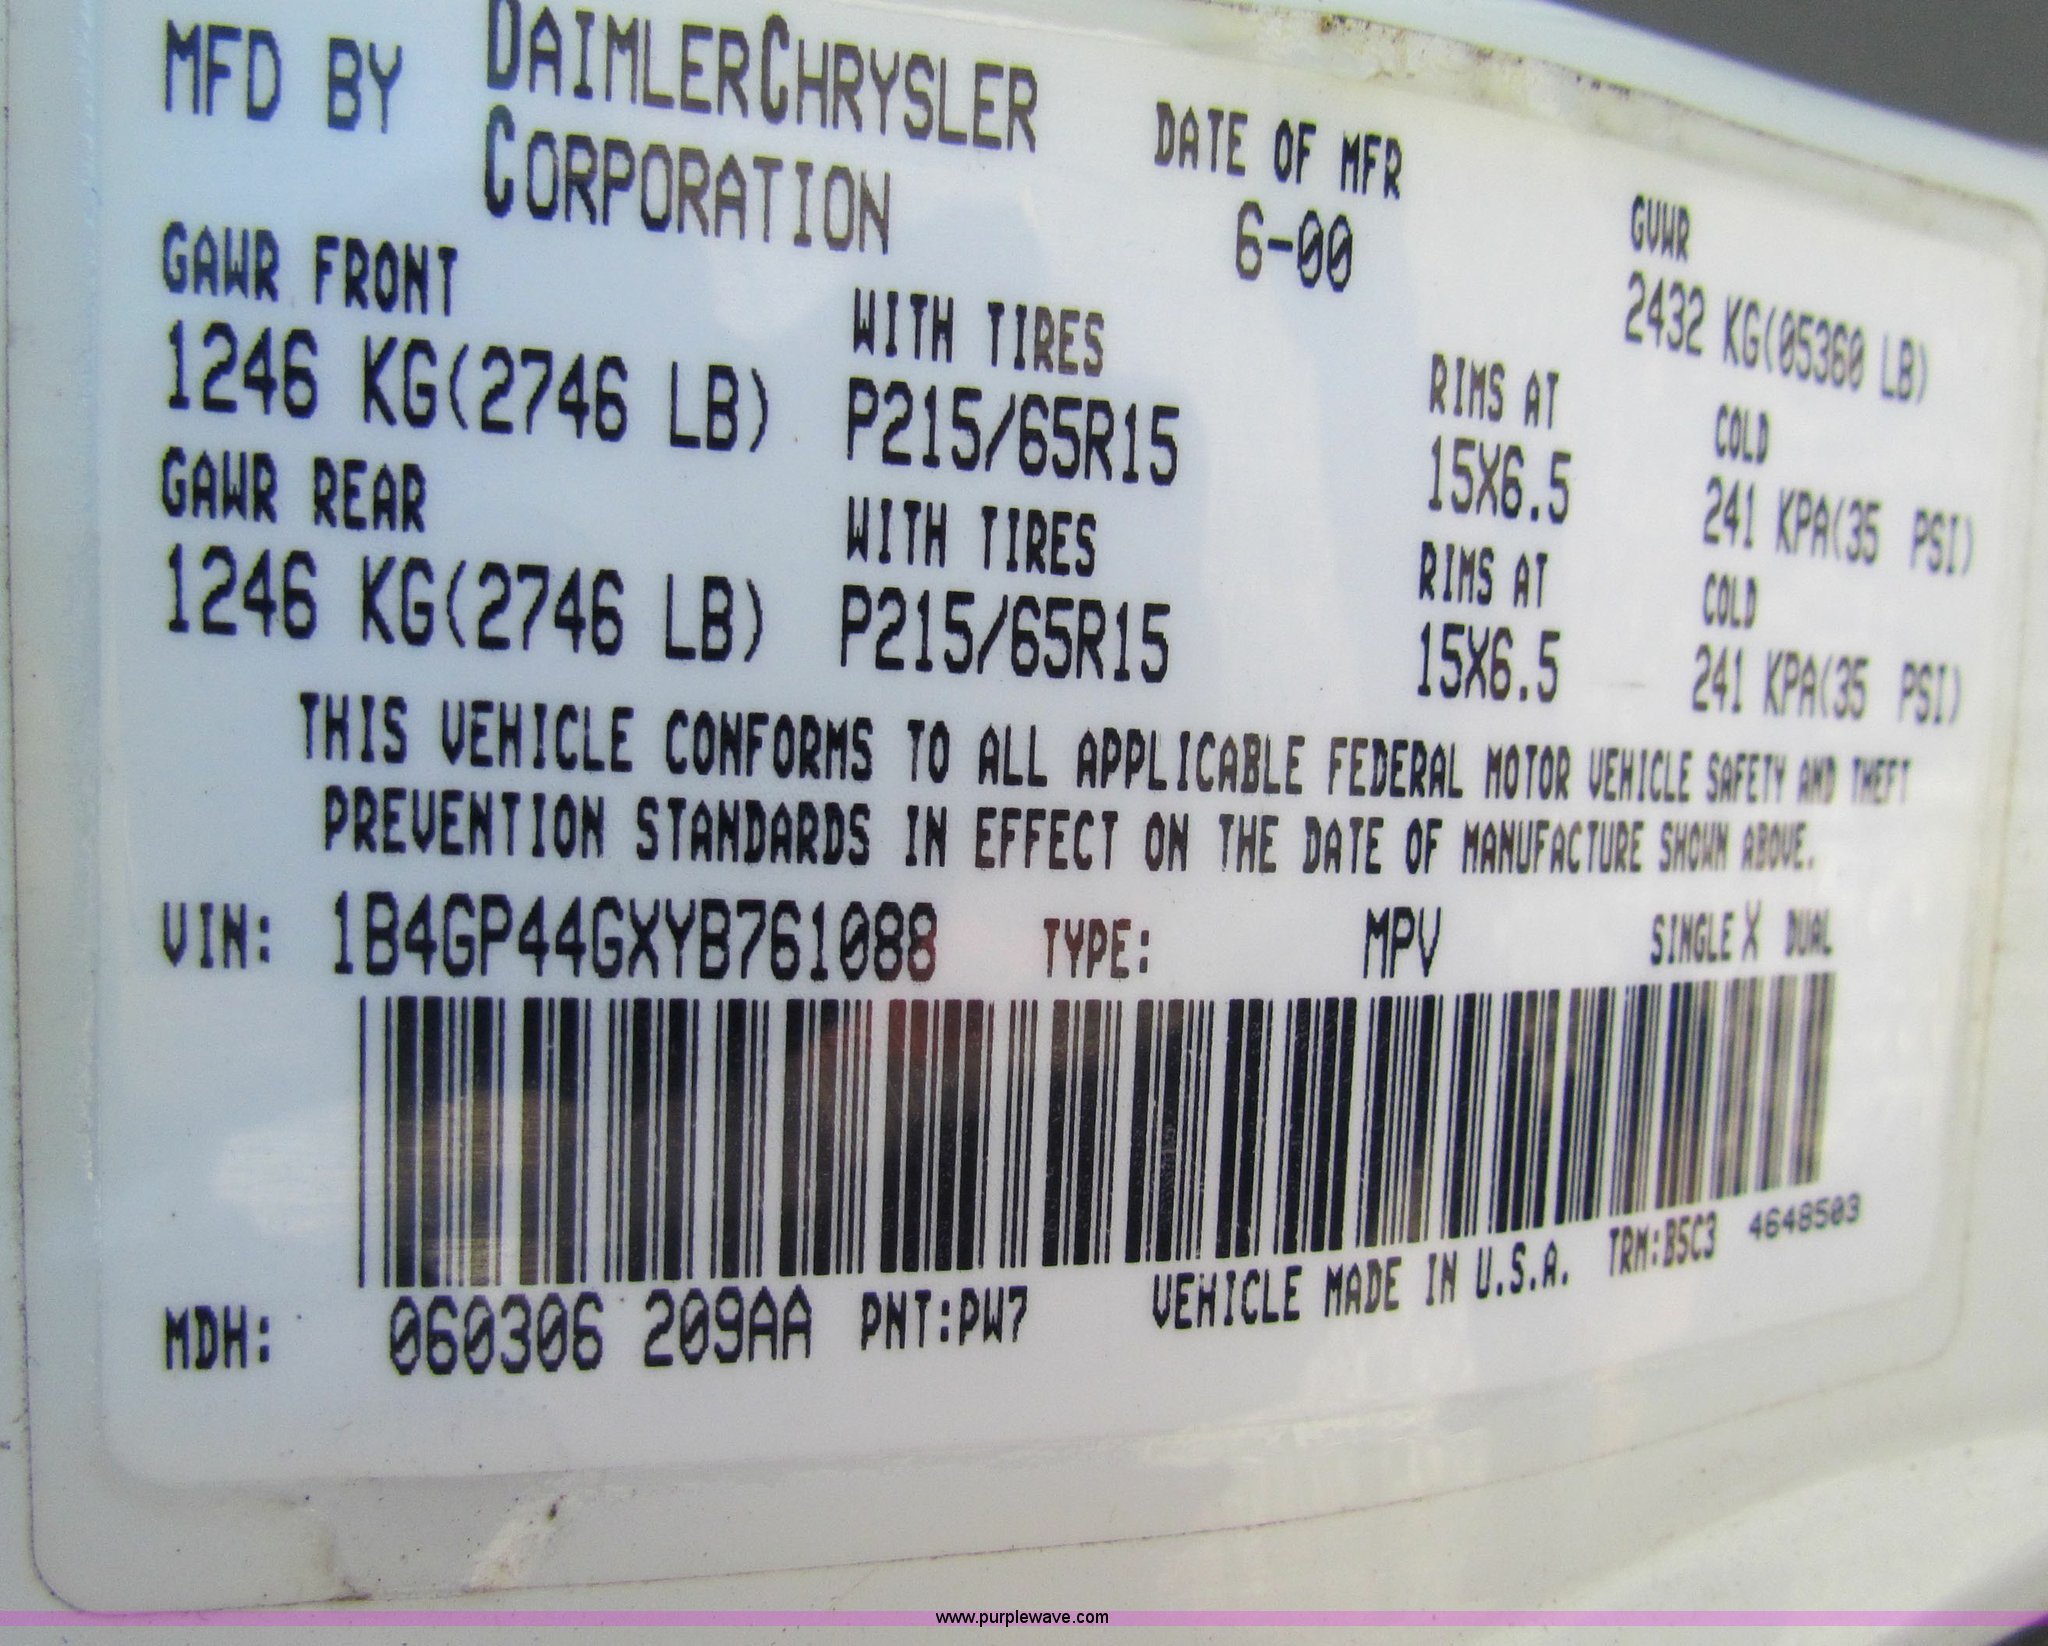 MFD BY DAIMLERCHRYSLER
CORPORATION
DATE OF MFR
6-00
GVWR
2432 KG(05360 LB)
GAWR FRONT WITH TIRES RIMS AT COLD
1246 KG(2746 LB) P215/65R15 15X6.5 241 KPA(35 PSI)
GAWR REAR WITH TIRES RIMS AT COLD
1246 KG(2746 LB) P215/65R15 15X6.5 241 KPA(35 PSI)
THIS VEHICLE CONFORMS TO ALL APPLICABLE FEDERAL MOTOR VEHICLE SAFETY AND THEFT
PREVENTION STANDARDS IN EFFECT ON THE DATE OF MANUFACTURE SHOWN ABOVE.
VIN: 1B4GP44GXYB761088 TYPE: MPV SINGLE X DUAL
MDH: 060306 209AA PNT:PW7 VEHICLE MADE IN U.S.A. TRM:B5C3 4648503
www.purplewave.com